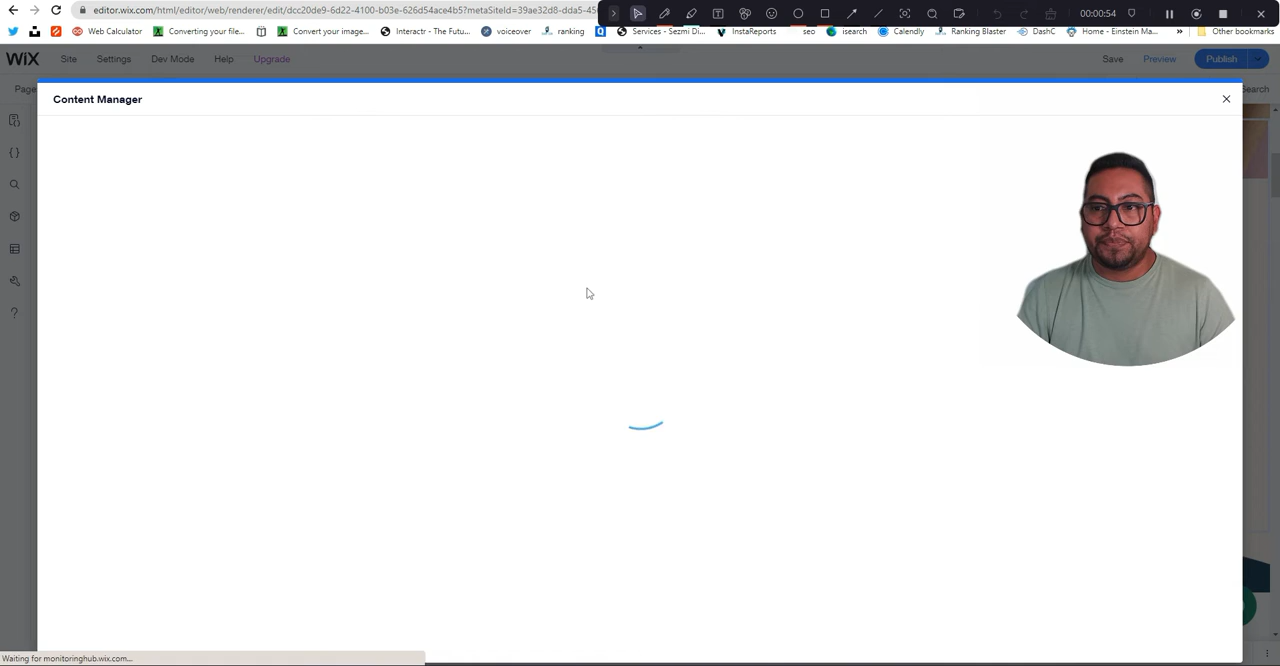 editor.wix.com/html/editor/web/renderer/edit/dcc20de9-6d22-4100-b03e-626d54ace4b5?metaSiteId=39ae32d8-dda5-45
00:00:54
Web Calculator Converting your file... Convert your image... Interactr - The Futu... voiceover ranking Services - Sezmi Di... InstaReports seo isearch Calendly Ranking Blaster DashC Home - Einstein Ma... » Other bookmarks
WiX Site Settings Dev Mode Help Upgrade Save Preview Publish
Page Search
Content Manager
Waiting for monitoringhub.wix.com...